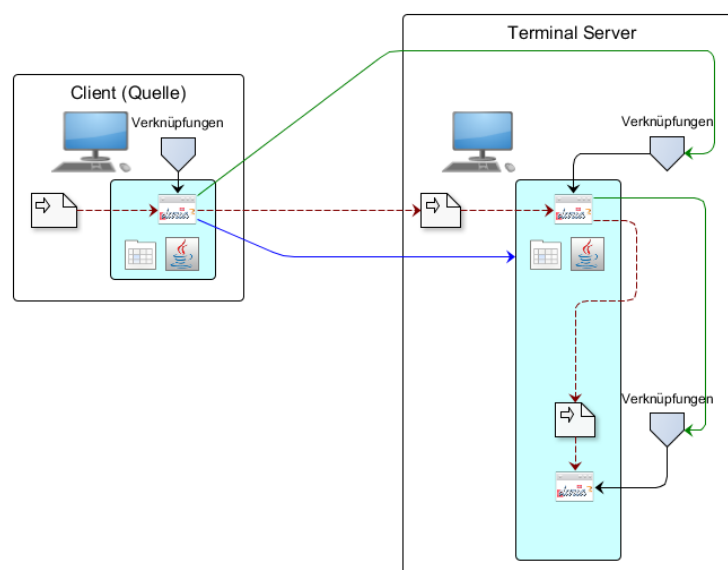 Terminal Server
Client (Quelle)
Verknüpfungen
Verknüpfungen
Verknüpfungen